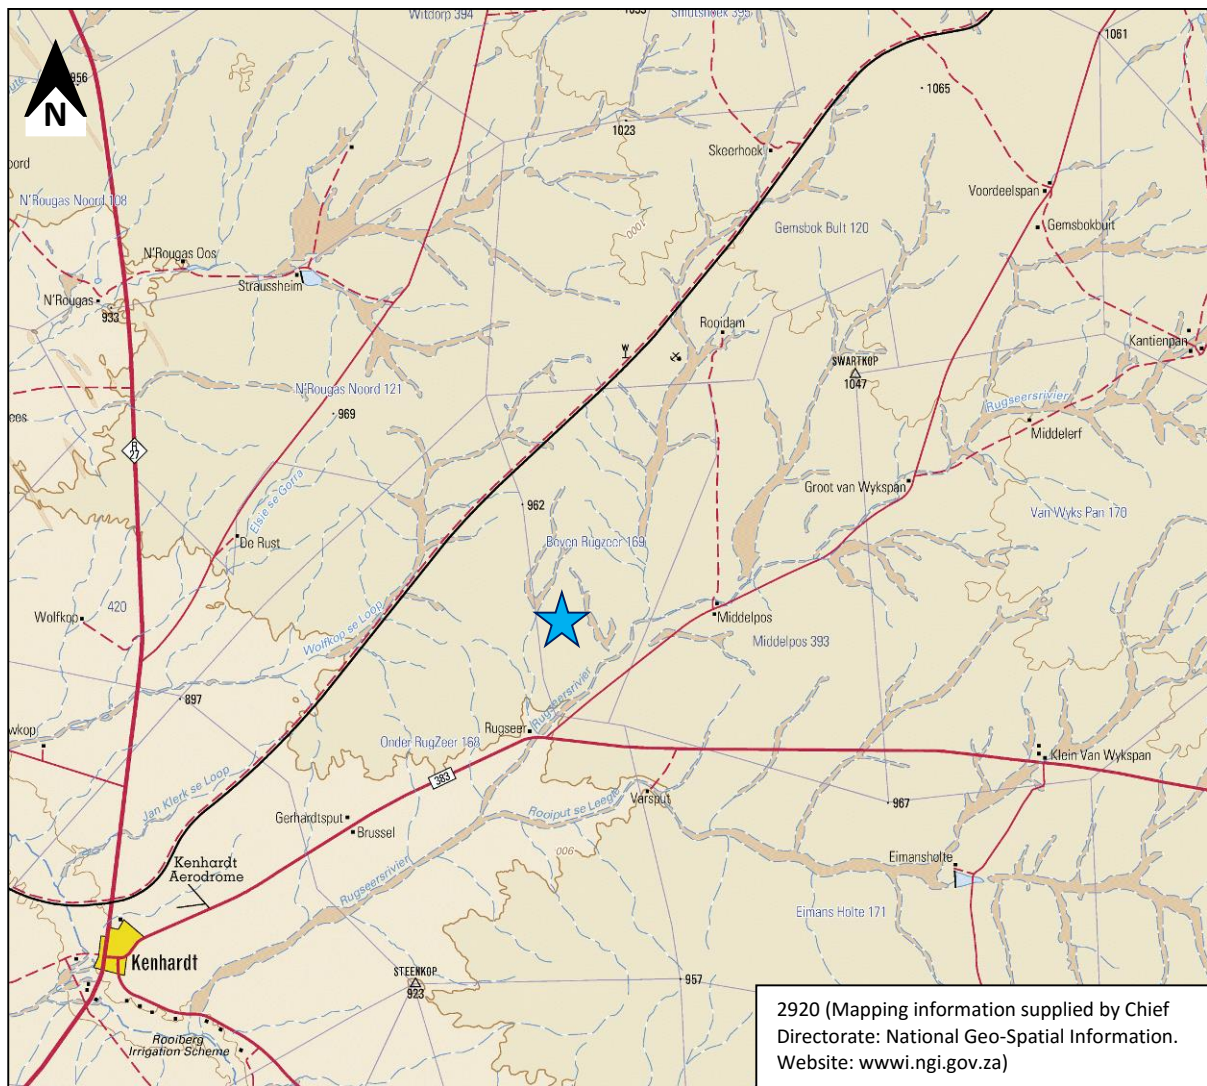 Witdorp 394
Smutshoek 395
1061
956
N
1065
1023
Skeerhoek
Voordeelspan
N'Rougas Noord 108
Gemsbok Bult 120
Gemsbokbult
1000
N'Rougas Oos
Straussheim
N'Rougas
933
Rooidam
Kantienpan
W
SWARTKOP
1047
N'Rougas Noord 121
Rugseersrivier
969
Middelerf
R
27
Groot van Wykspan
Elsie se Gorra
962
Van Wyks Pan 170
De Rust
Boven Rugzeer 169
420
Wolfkop
Middelpos
Wolfkop se Loop
Middelpos 393
897
Rugseersrivier
Rugseer
Onder RugZeer 168
Klein Van Wykspan
383
Jan Klerk se Loop
Varsput
967
Rooiput se Leegte
Gerhardtsput
Brussel
900
Eimansholte
Kenhardt
Aerodrome
Rugseersrivier
Eimans Holte 171
Kenhardt
STEENKOP
923
957
Rooiberg
Irrigation Scheme
2920 (Mapping information supplied by Chief
Directorate: National Geo-Spatial Information.
Website: wwwi.ngi.gov.za)